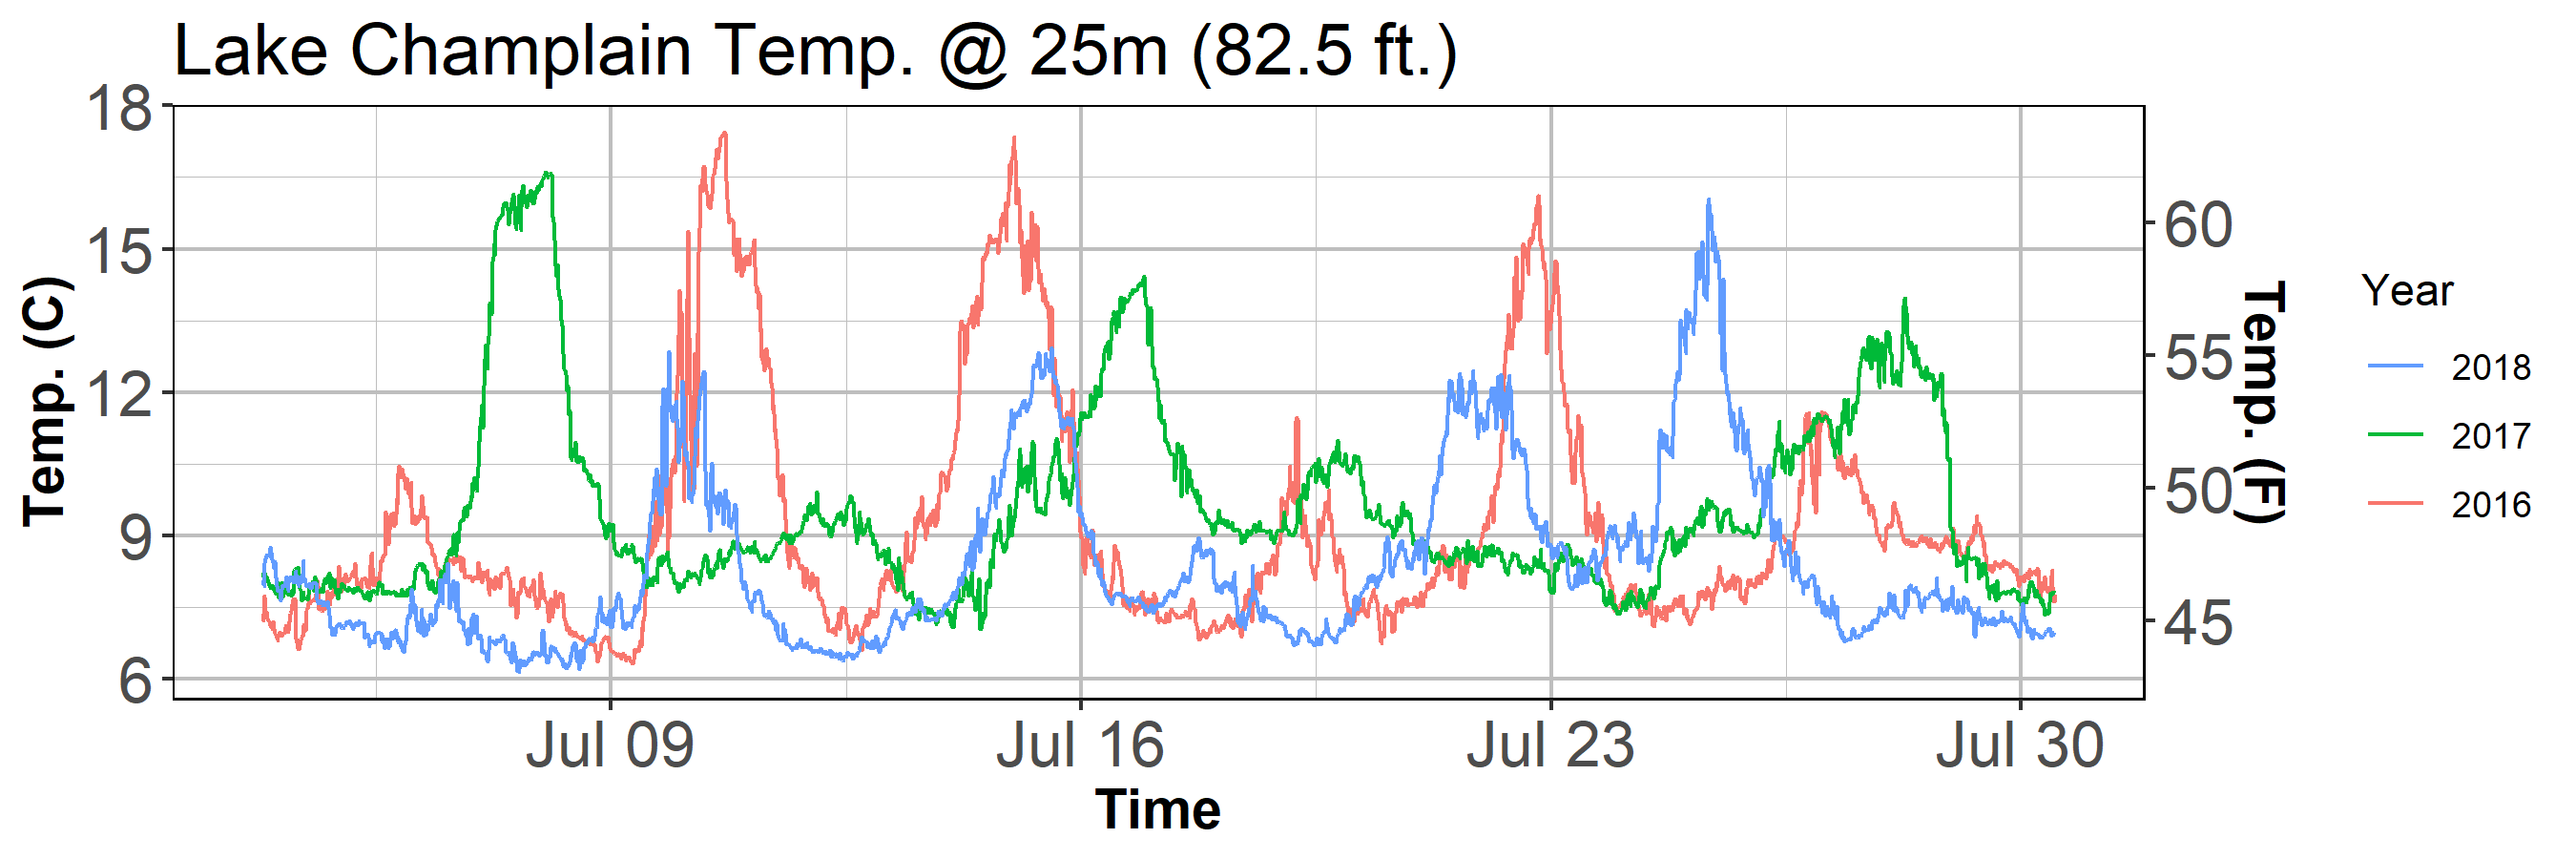 Lake Champlain Temp. @ 25m (82.5 ft.)
Temp. (C)
18
15
12
9
6
Jul 09
Jul 16
Jul 23
Jul 30
Time
60
55
50
45
Temp. (F)
Year
2018
2017
2016